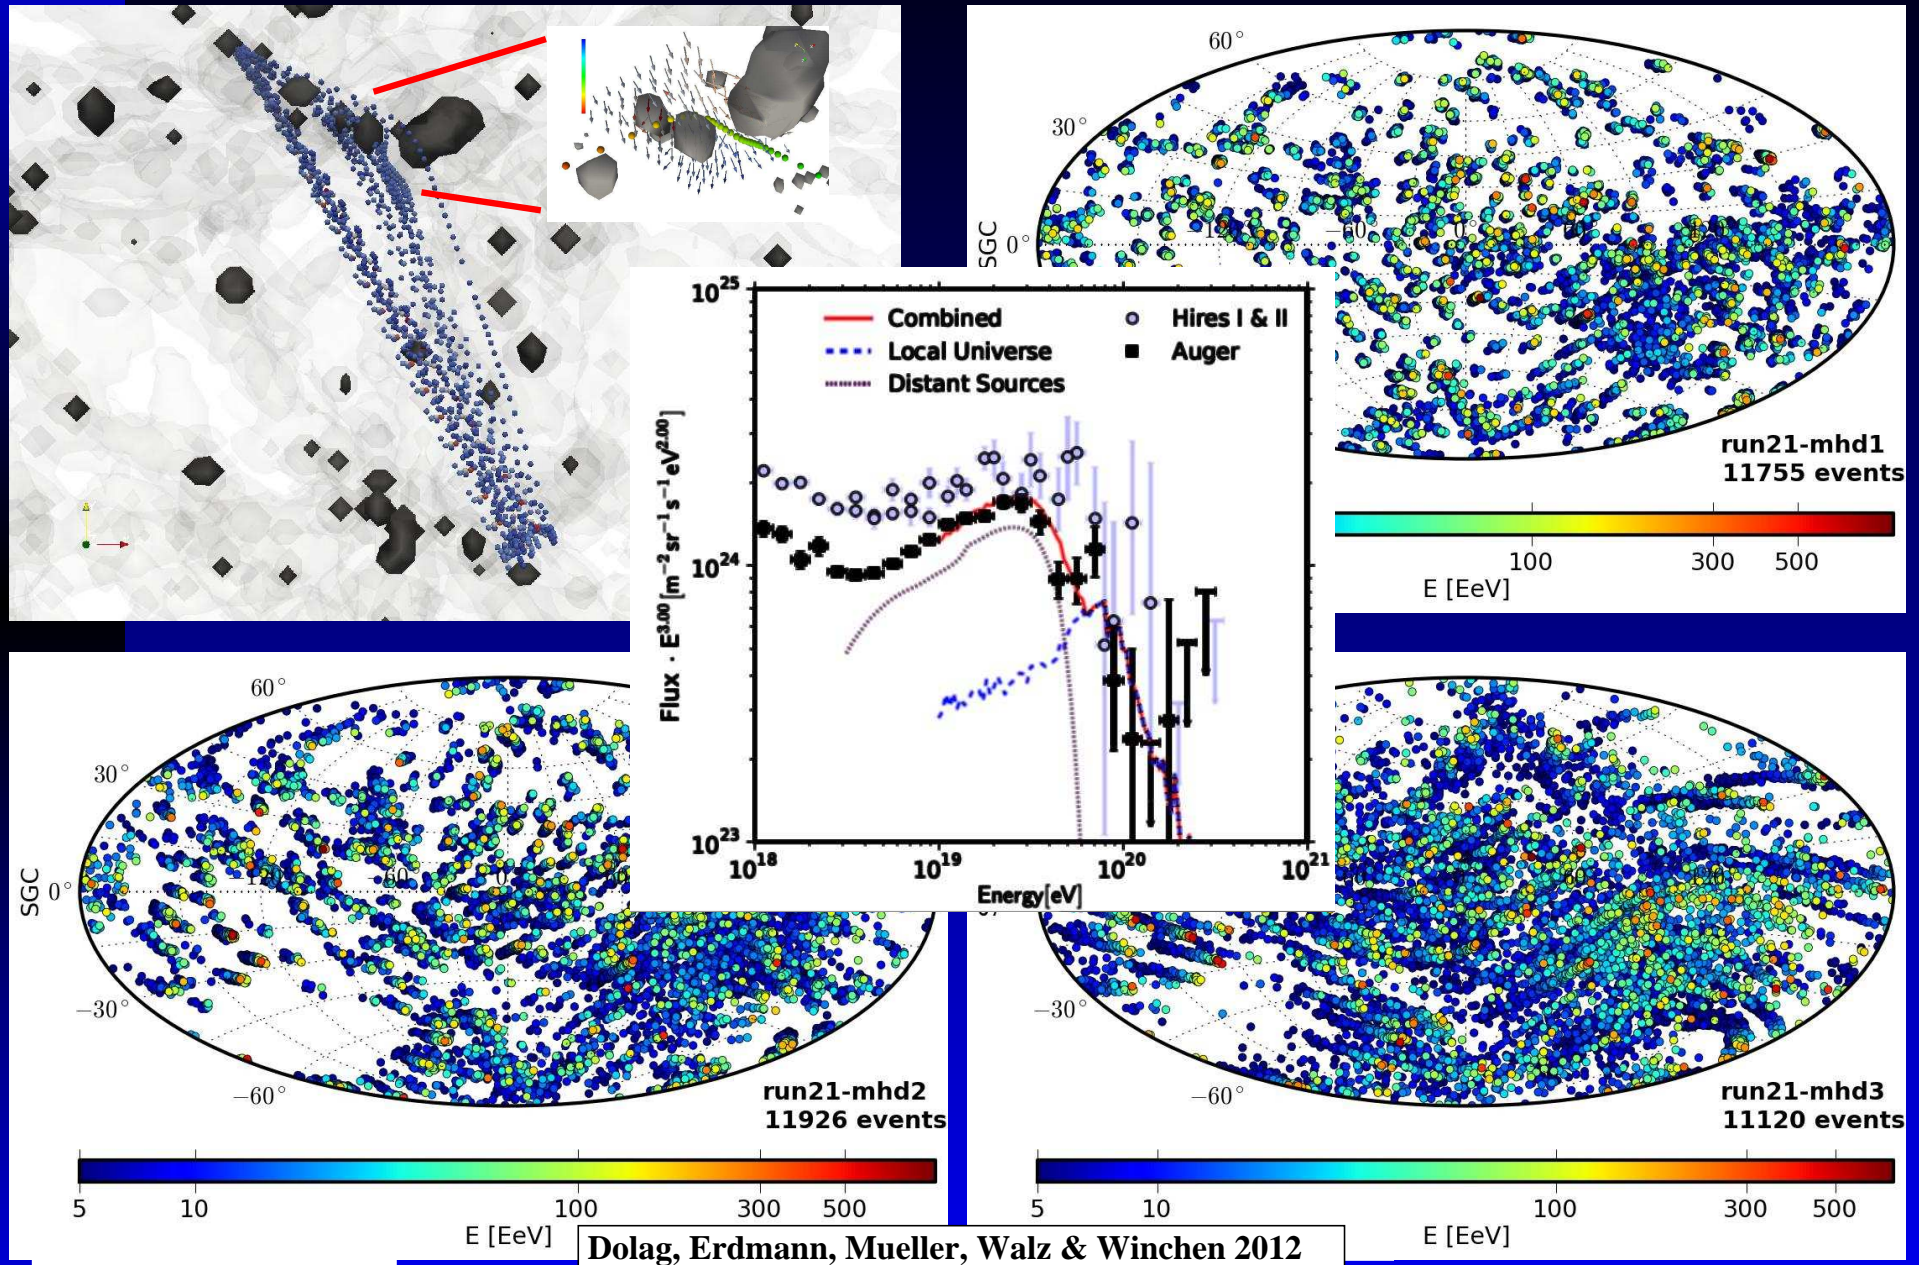 60°
30°
SGC
0°
−60
0°
run21-mhd1
11755 events
100
300
500
E [EeV]
10^25
10^24
10^23
Combined
Local Universe
Distant Sources
Hires I & II
Auger
Flux · E^3.00 [m^−2 sr^−1 s^−1 eV^2.00]
10^18
10^19
10^20
10^21
Energy[eV]
60°
30°
SGC
0°
−30°
−60°
run21-mhd2
11926 events
5
10
100
300
500
E [EeV]
−30°
−60°
run21-mhd3
11120 events
5
10
100
300
500
E [EeV]
Dolag, Erdmann, Mueller, Walz & Winchen 2012